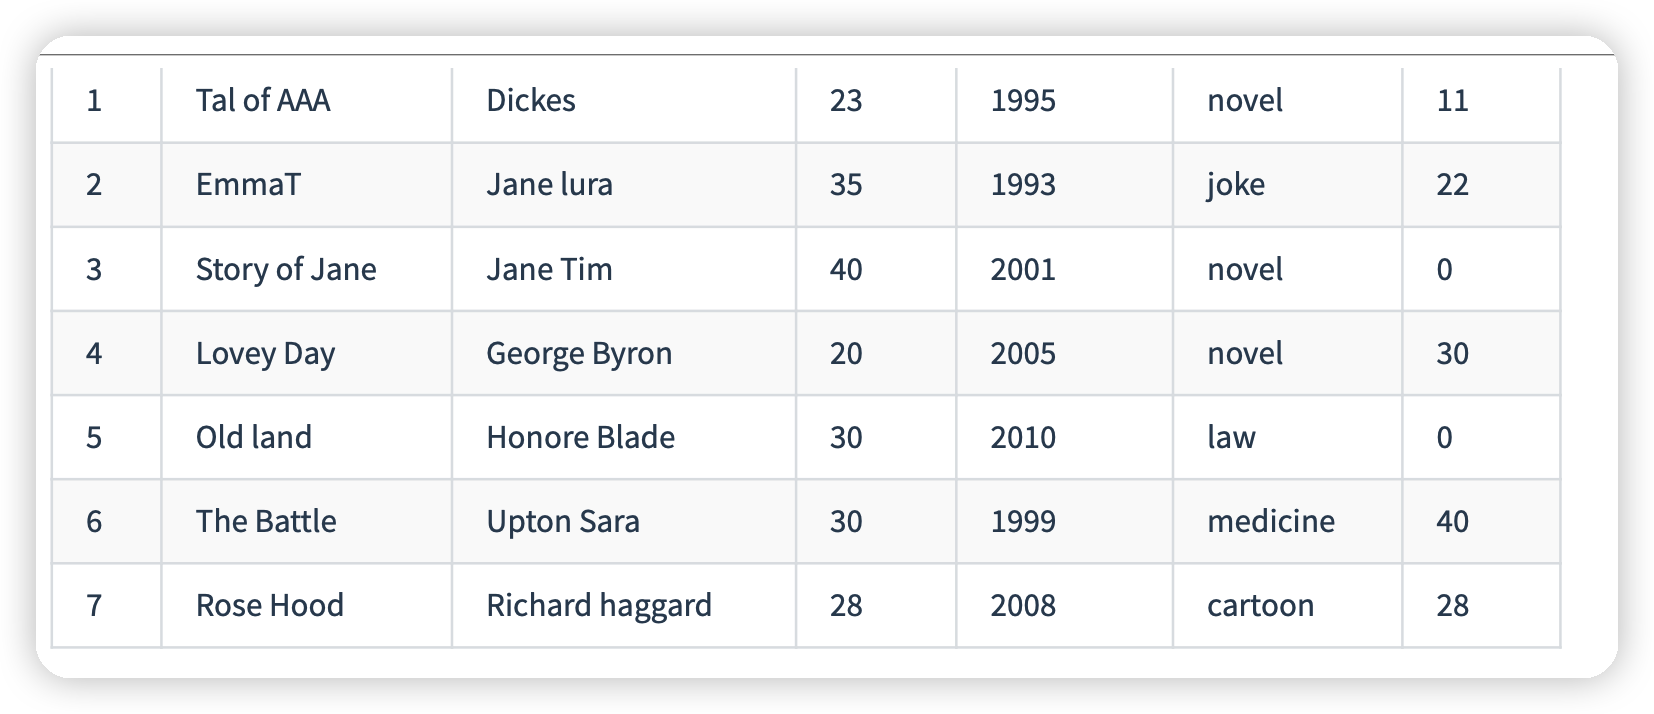 1 Tal of AAA Dickes 23 1995 novel 11
2 EmmaT Jane lura 35 1993 joke 22
3 Story of Jane Jane Tim 40 2001 novel 0
4 Lovey Day George Byron 20 2005 novel 30
5 Old land Honore Blade 30 2010 law 0
6 The Battle Upton Sara 30 1999 medicine 40
7 Rose Hood Richard haggard 28 2008 cartoon 28